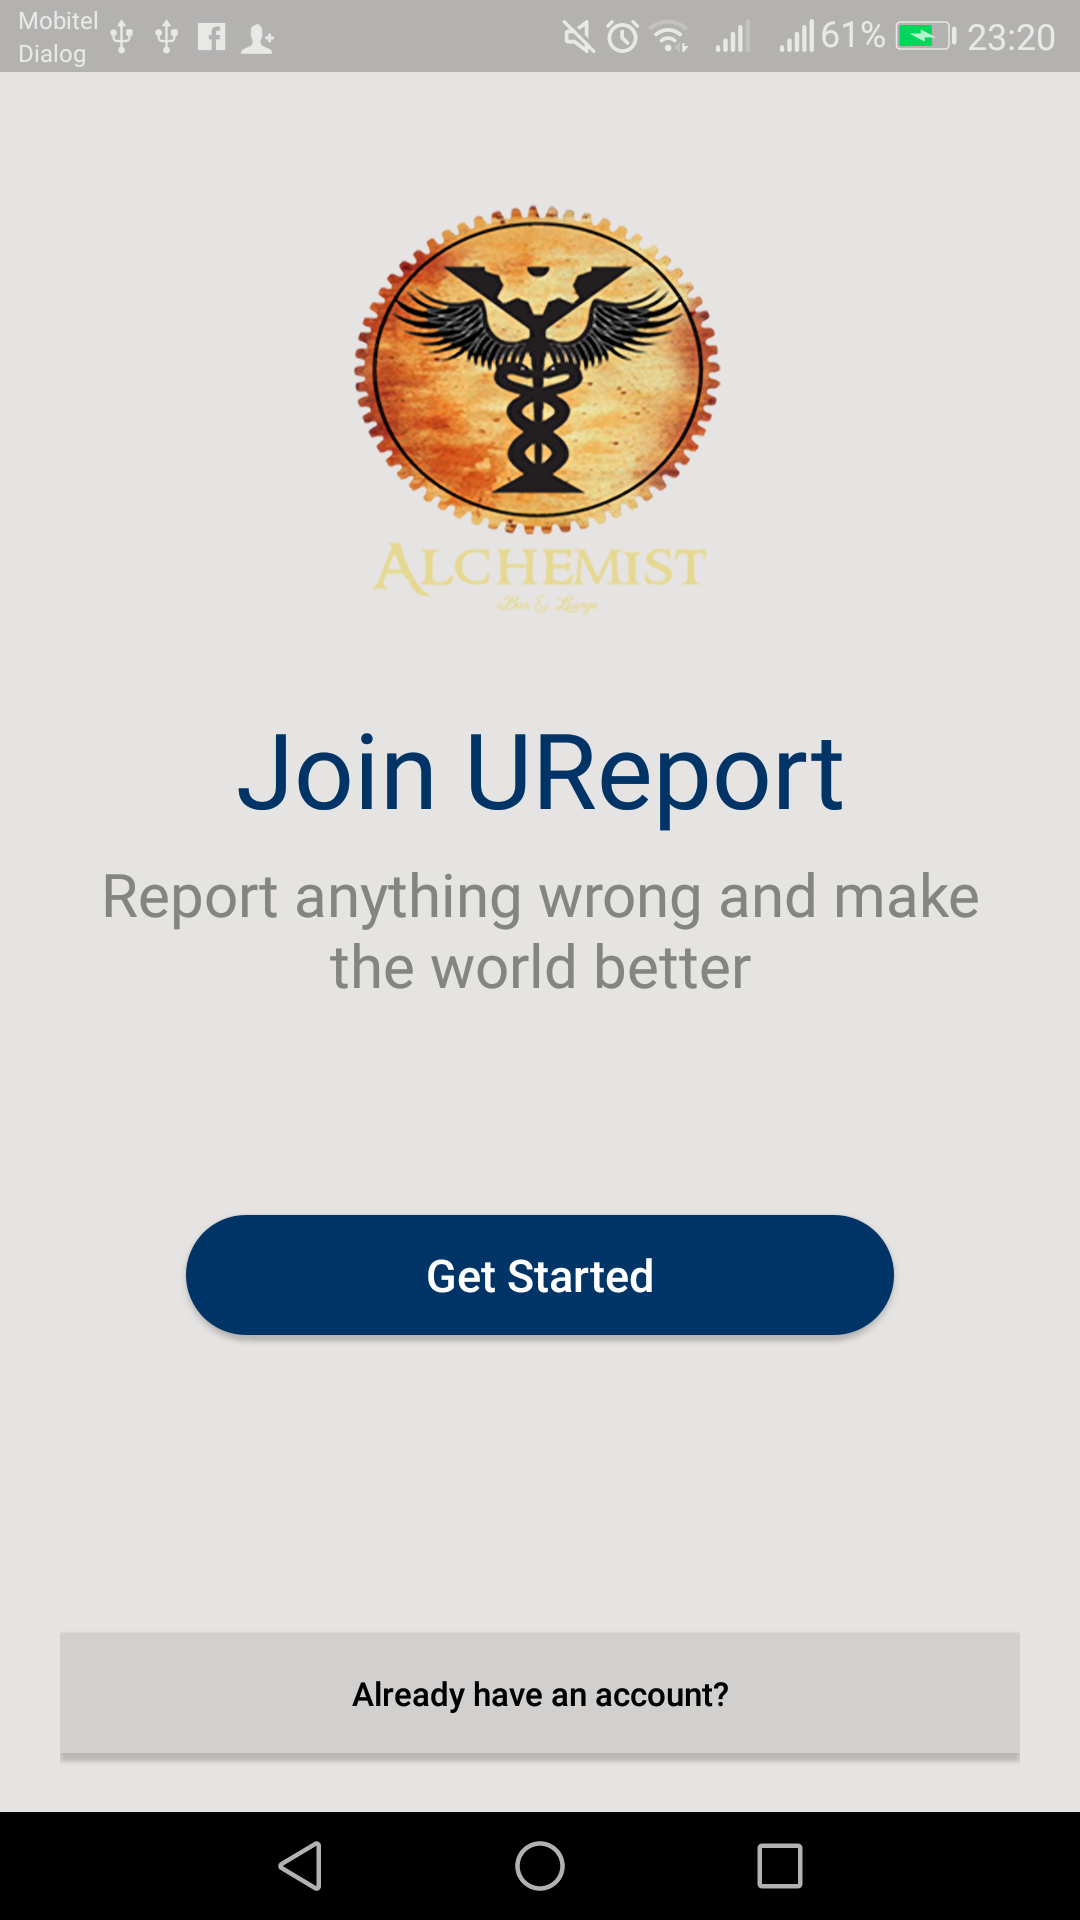 Mobitel
Dialog
61% 23:20
ALCHEMIST
Bar & Lounge
Join UReport
Report anything wrong and make
the world better
Get Started
Already have an account?